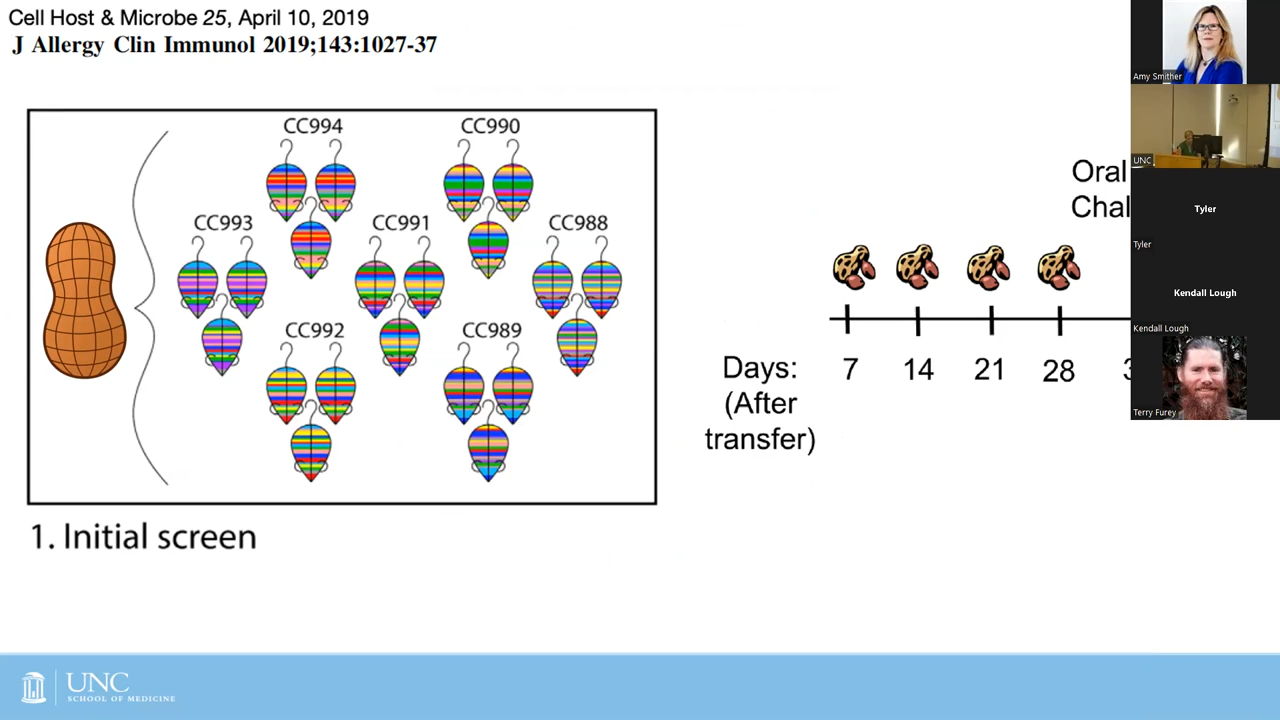 Cell Host & Microbe 25, April 10, 2019
J Allergy Clin Immunol 2019;143:1027-37
CC994
CC990
CC993
CC991
CC988
CC992
CC989
1. Initial screen
Oral
Days:
(After
transfer)
7
14
21
28
UNC
SCHOOL OF MEDICINE
Amy Smither
UNC
Tyler
Tyler
Kendall Lough
Kendall Lough
Terry Furey